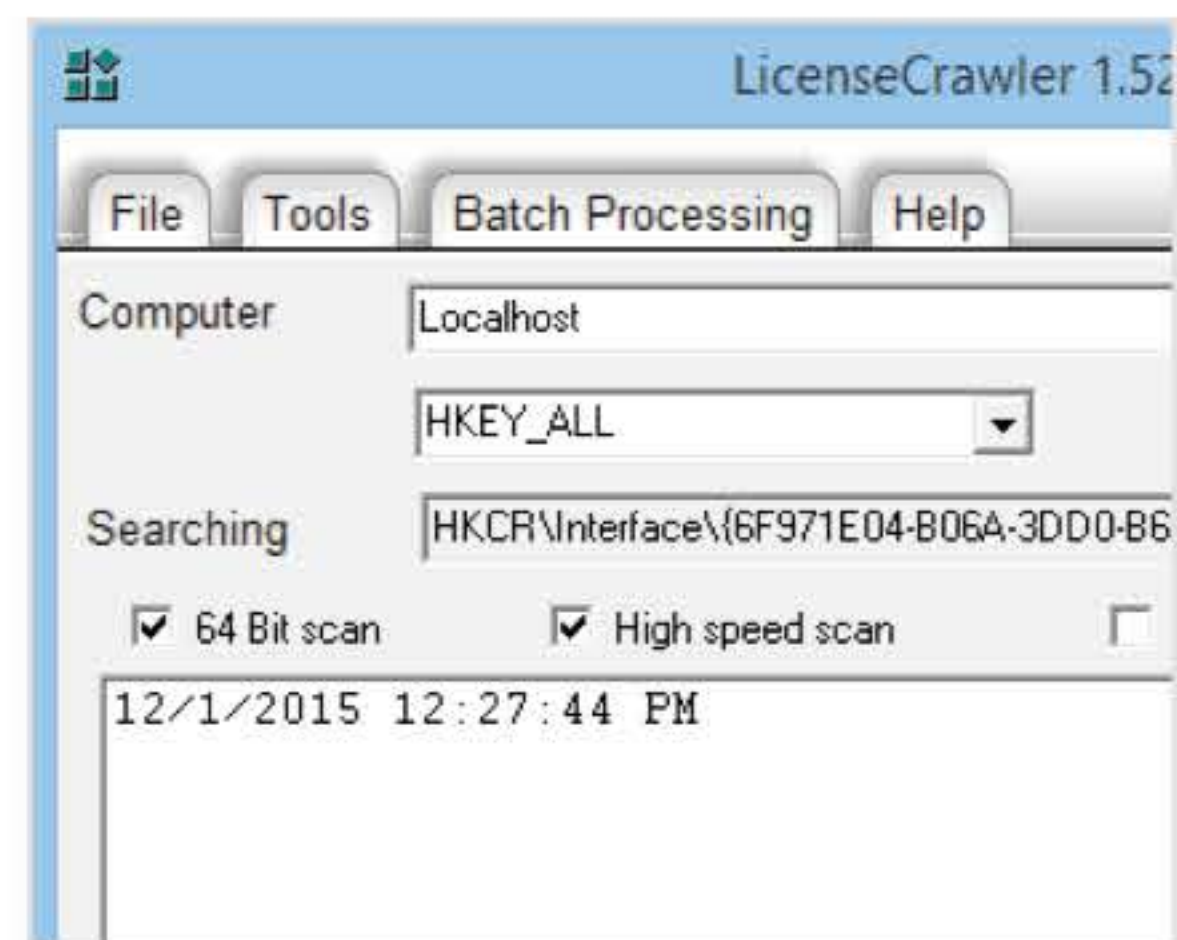 LicenseCrawler 1.52
File Tools Batch Processing Help
Computer Localhost
HKEY_ALL
Searching HKCR\Interface\{6F971E04-B06A-3DD0-B6
64 Bit scan High speed scan
12/1/2015 12:27:44 PM